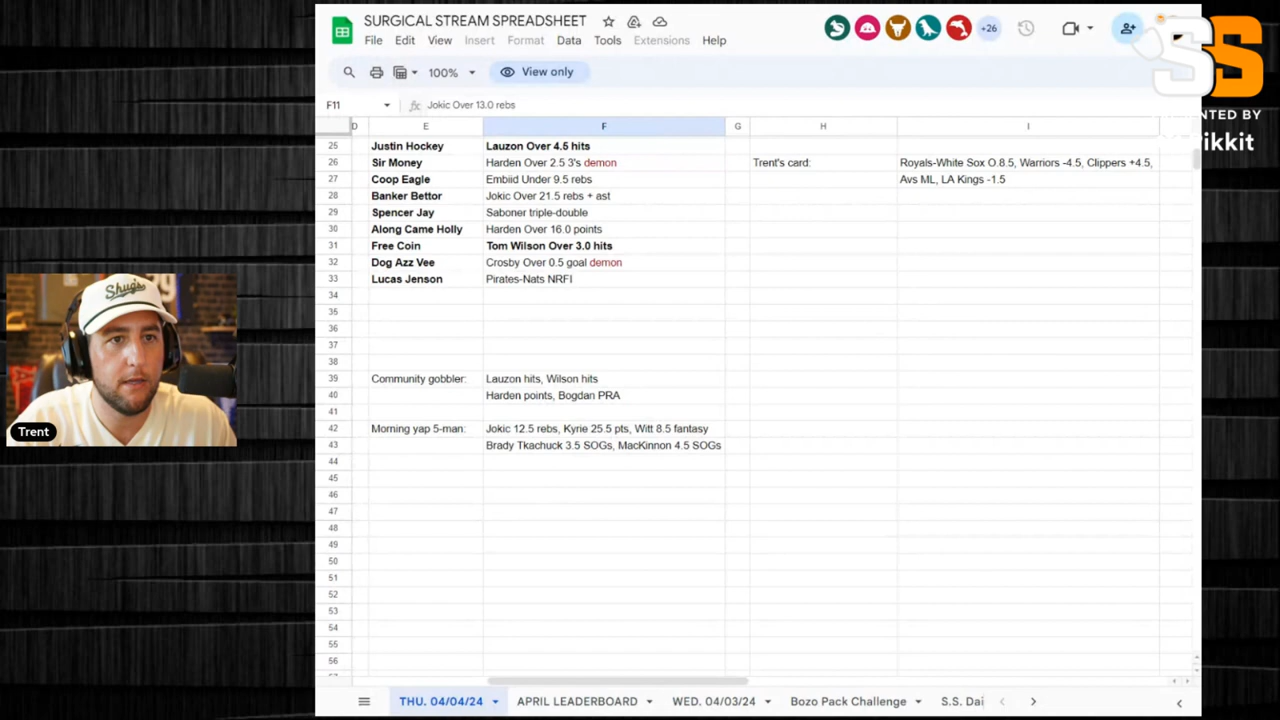 SURGICAL STREAM SPREADSHEET
+26
File Edit View Insert Format Data Tools Extensions Help
100% View only
F11 fx Jokic Over 13.0 rebs
D E F G H I
25 Justin Hockey Lauzon Over 4.5 hits
26 Sir Money Harden Over 2.5 3's demon Trent's card: Royals-White Sox O.8.5, Warriors -4.5, Clippers +4.5,
27 Coop Eagle Embiid Under 9.5 rebs Avs ML, LA Kings -1.5
28 Banker Bettor Jokic Over 21.5 rebs + ast
29 Spencer Jay Saboner triple-double
30 Along Came Holly Harden Over 16.0 points
31 Free Coin Tom Wilson Over 3.0 hits
32 Dog Azz Vee Crosby Over 0.5 goal demon
33 Lucas Jenson Pirates-Nats NRFI
34
35
36
37
38
39 Community gobbler: Lauzon hits, Wilson hits
40 Harden points, Bogdan PRA
41
42 Morning yap 5-man: Jokic 12.5 rebs, Kyrie 25.5 pts, Witt 8.5 fantasy
43 Brady Tkachuck 3.5 SOGs, MacKinnon 4.5 SOGs
44
45
46
47
48
49
50
51
52
53
54
55
56
THU. 04/04/24 APRIL LEADERBOARD WED. 04/03/24 Bozo Pack Challenge S.S. Dai
SS
Shug's
Trent